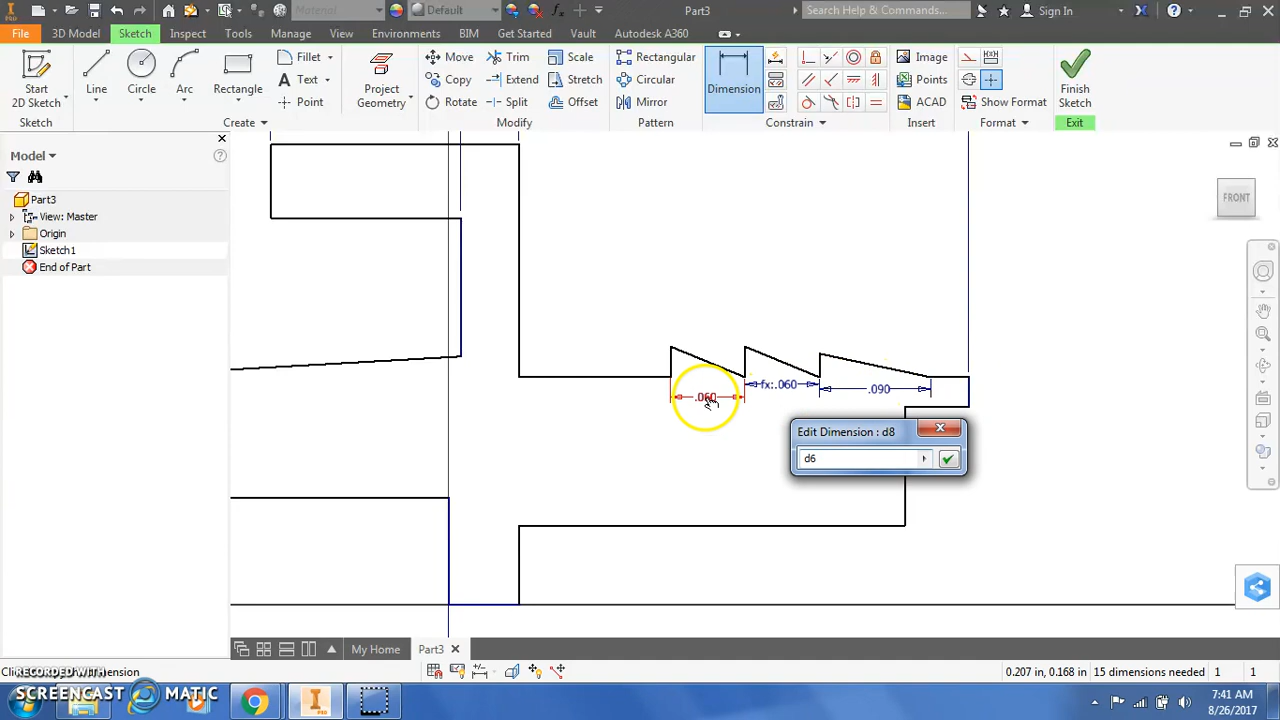 Material
Default
Part3
Search Help & Commands...
Sign In
PRO
File
3D Model
Sketch
Inspect
Tools
Manage
View
Environments
BIM
Get Started
Vault
Autodesk A360
Start
2D Sketch
Line
Circle
Arc
Rectangle
Fillet
Text
Point
Project
Geometry
Move
Copy
Rotate
Trim
Extend
Split
Scale
Stretch
Offset
Rectangular
Circular
Mirror
Dimension
Image
Points
ACAD
Show Format
Finish
Sketch
Sketch
Create
Modify
Pattern
Constrain
Insert
Format
Exit
Model
Part3
View: Master
Origin
Sketch1
End of Part
FRONT
.060
fx:.060
.090
Edit Dimension : d8
d6
My Home
Part3
RECORDED WITH
SCREENCAST MATIC
Dimension
0.207 in, 0.168 in
15 dimensions needed
1
1
7:41 AM
8/26/2017